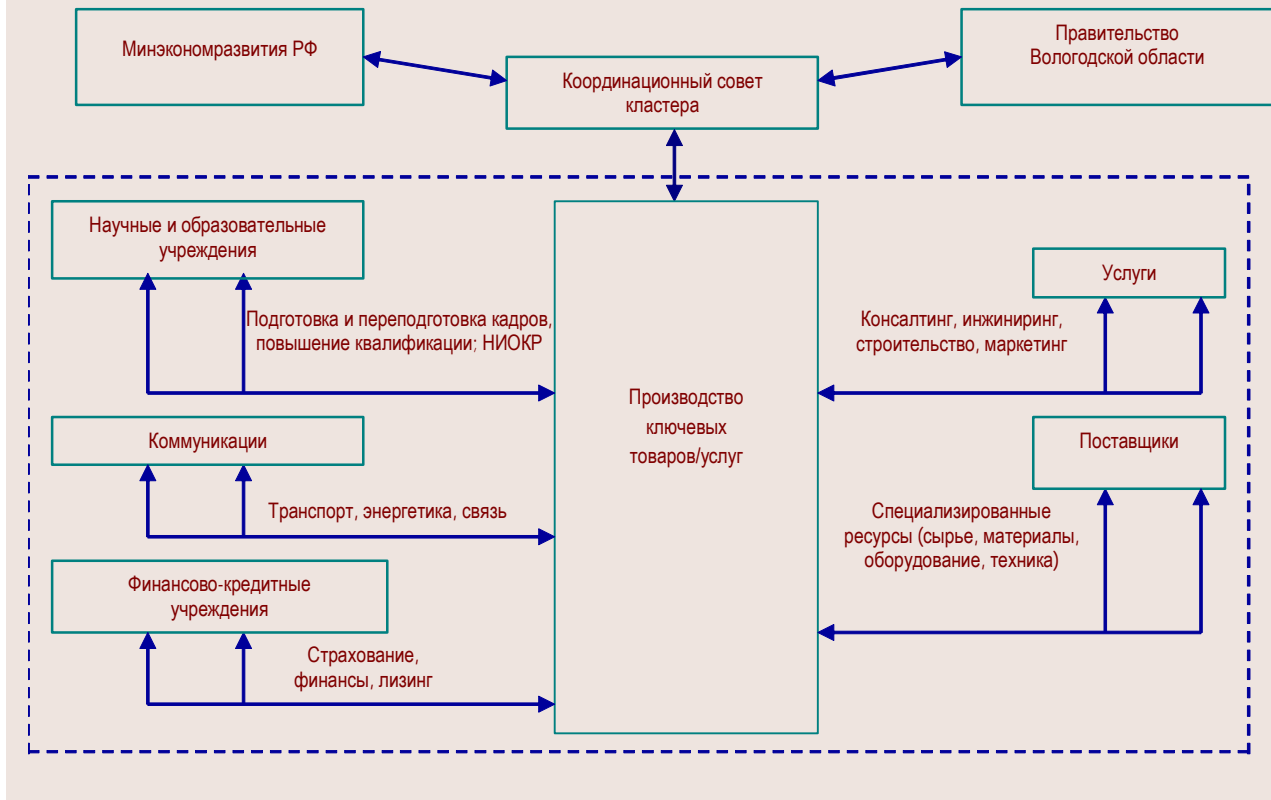 Минэкономразвития РФ
Координационный совет
кластера
Правительство
Вологодской области
Научные и образовательные
учреждения
Подготовка и переподготовка кадров,
повышение квалификации; НИОКР
Коммуникации
Транспорт, энергетика, связь
Финансово-кредитные
учреждения
Страхование,
финансы, лизинг
Производство
ключевых
товаров/услуг
Услуги
Консалтинг, инжиниринг,
строительство, маркетинг
Поставщики
Специализированные
ресурсы (сырье, материалы,
оборудование, техника)